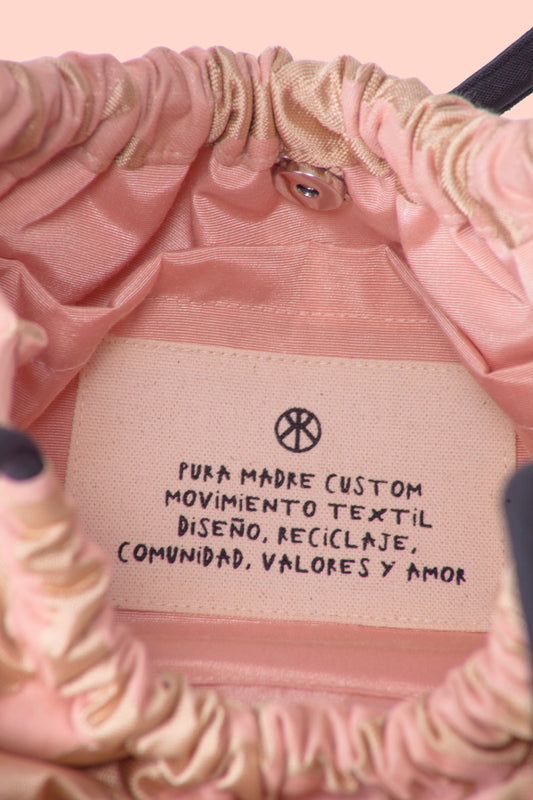 PURA MADRE CUSTOM
MOVIMIENTO TEXTIL
DISEÑO, RECICLAJE,
COMUNIDAD, VALORES Y AMOR